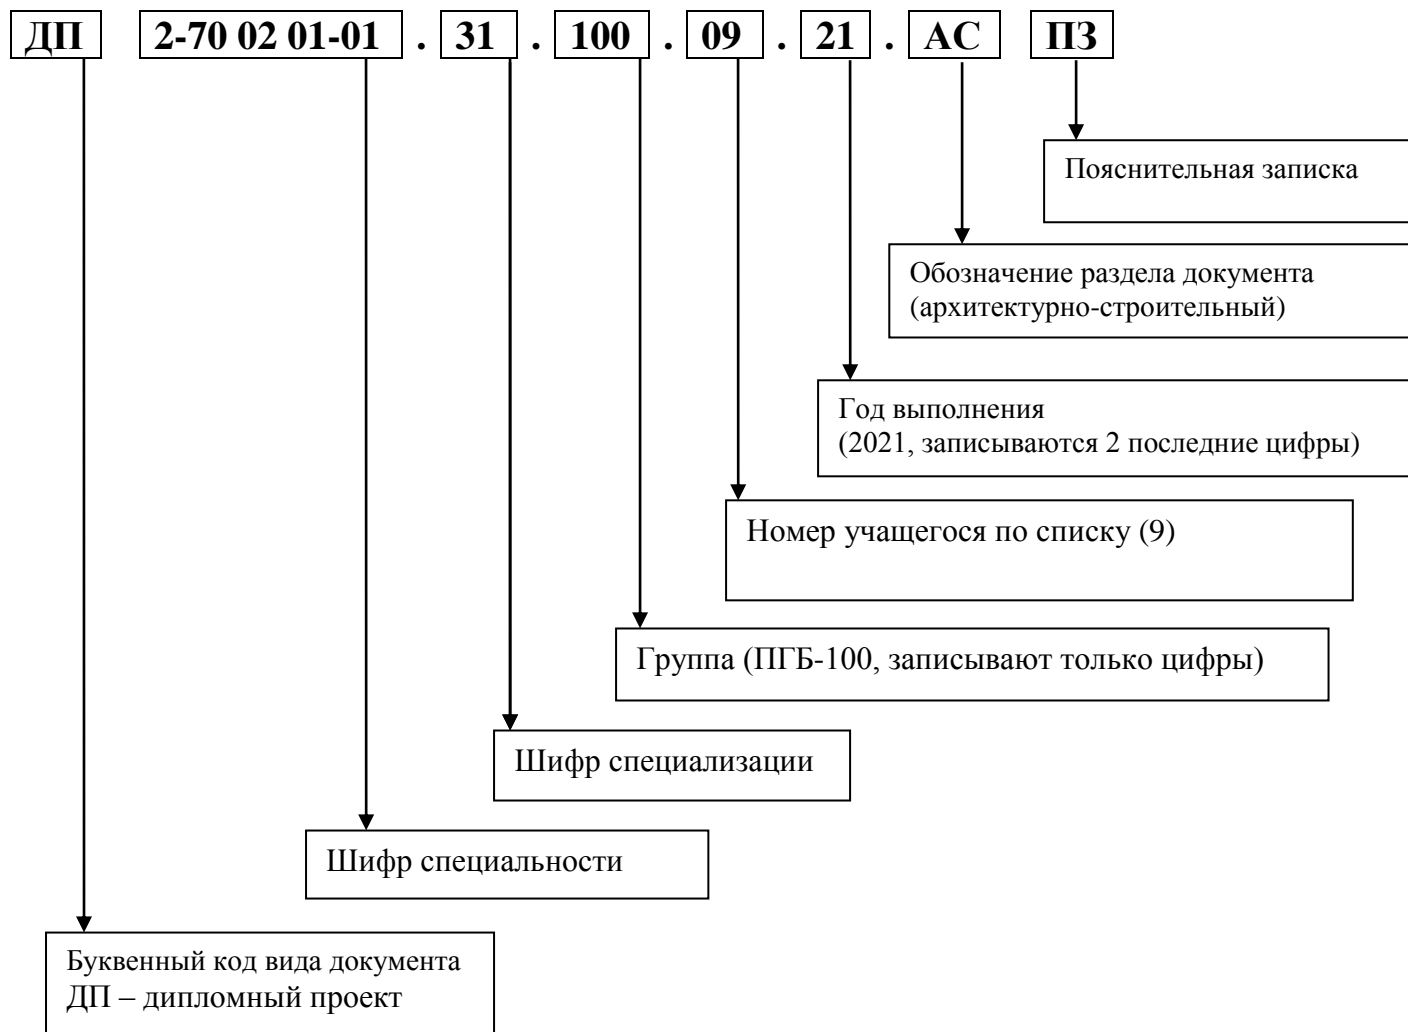 ДП 2-70 02 01-01 . 31 . 100 . 09 . 21 . АС ПЗ
Пояснительная записка
Обозначение раздела документа
(архитектурно-строительный)
Год выполнения
(2021, записываются 2 последние цифры)
Номер учащегося по списку (9)
Группа (ПГБ-100, записывают только цифры)
Шифр специализации
Шифр специальности
Буквенный код вида документа
ДП – дипломный проект